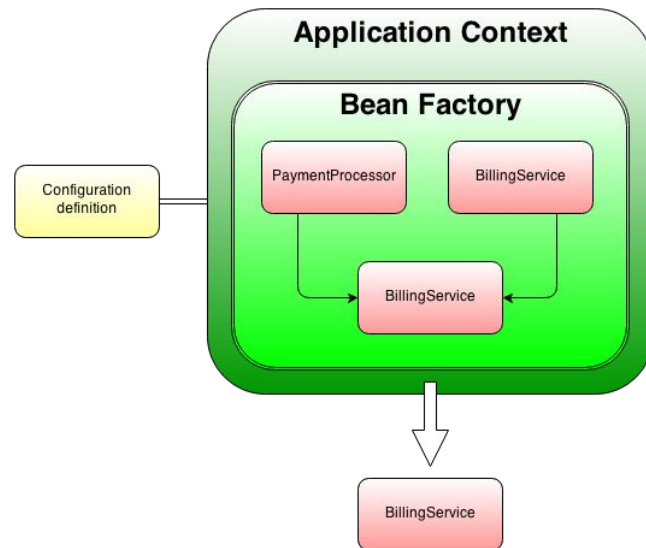 Application Context
Bean Factory
PaymentProcessor
BillingService
Configuration
definition
BillingService
BillingService